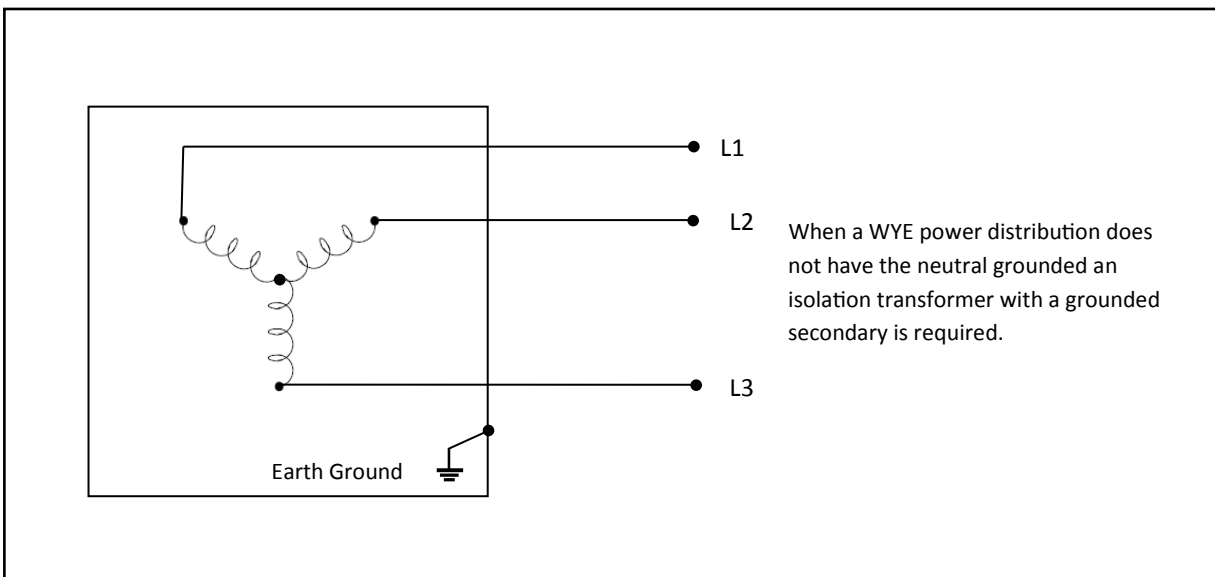 L1
L2
When a WYE power distribution does
not have the neutral grounded an
isolation transformer with a grounded
secondary is required.
L3
Earth Ground